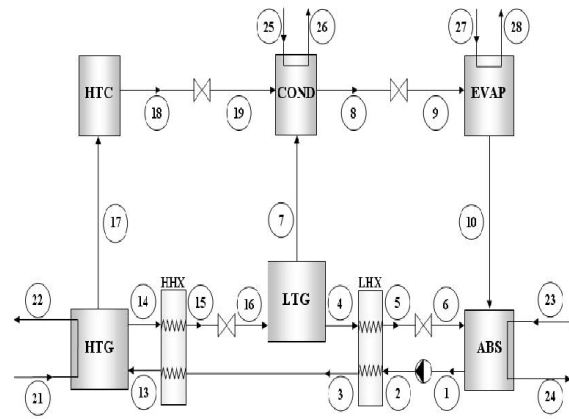 25 26 27 28
HTC 18 19 COND 8 9 EVAP
17 7 10
HHX LHX
22 14 15 16 LTG 4 5 6 23
HTG ABS
21 13 3 2 1 24